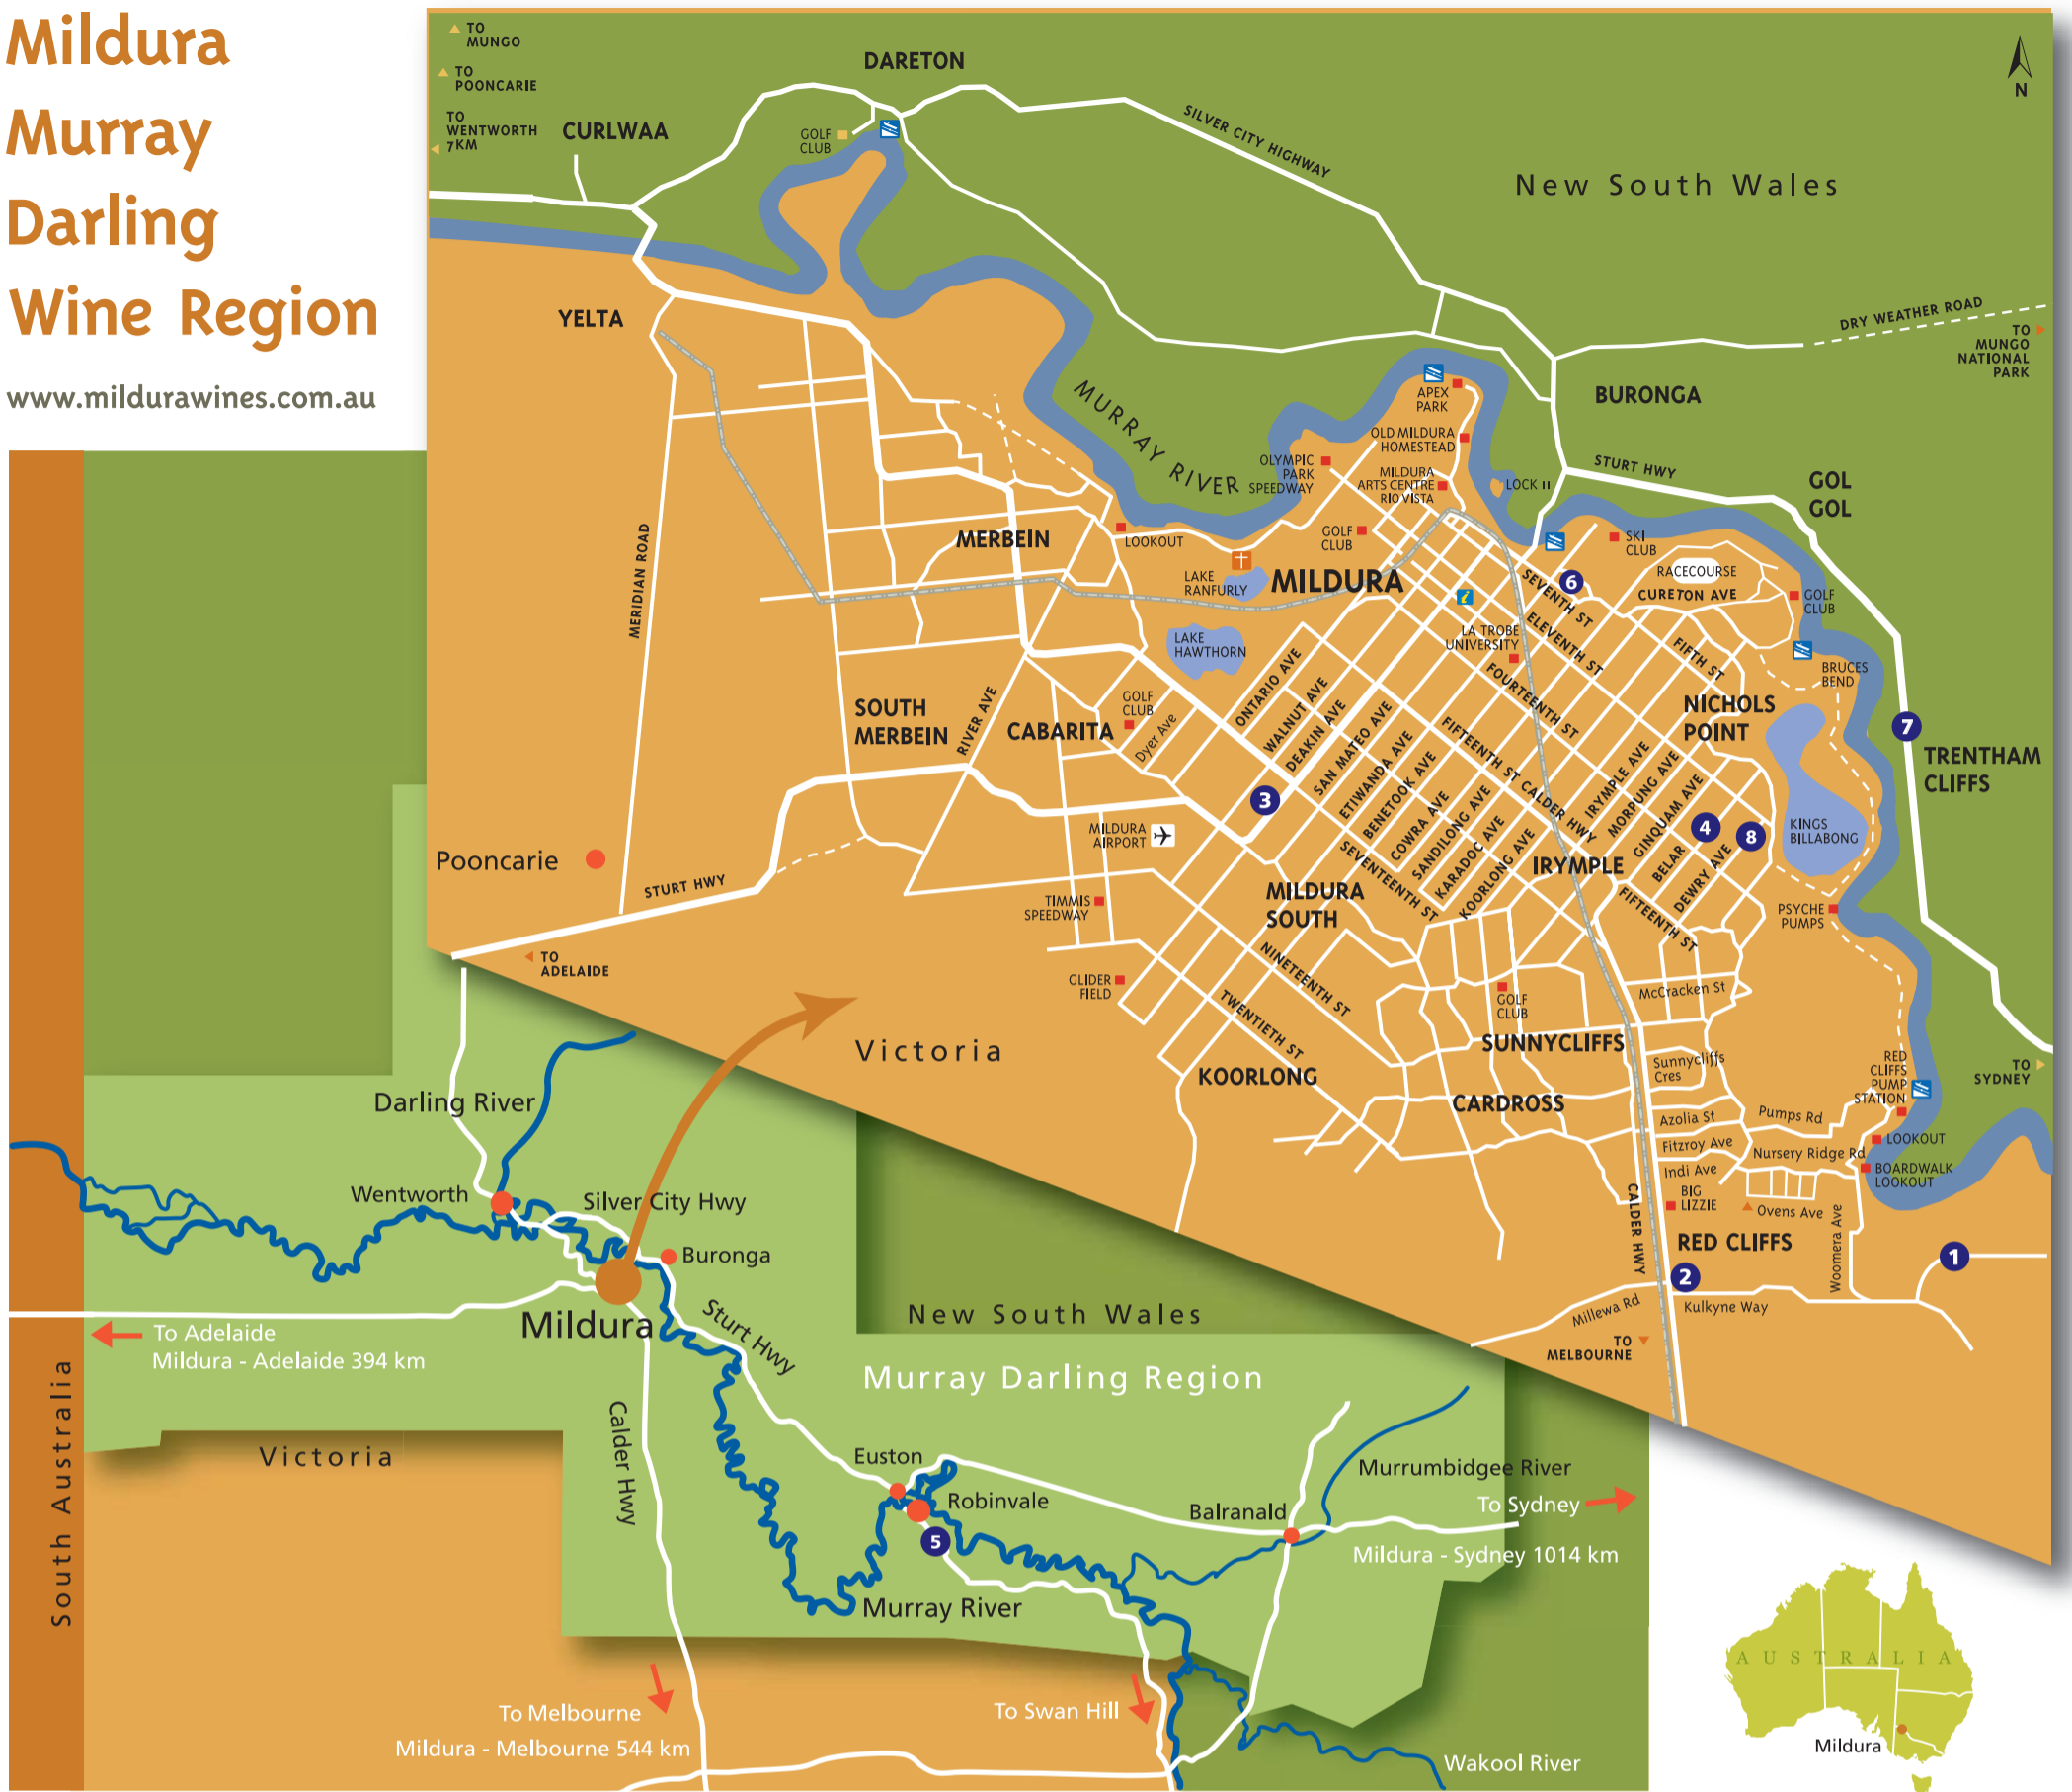 Mildura
Murray
Darling
Wine Region
www.mildurawines.com.au
TO
MUNGO
TO
POONCARIE
TO
WENTWORTH
7KM
CURLWAA
DARETON
GOLF
CLUB
SILVER CITY HIGHWAY
New South Wales
N
DRY WEATHER ROAD
TO
MUNGO
NATIONAL
PARK
YELTA
MURRAY RIVER
APEX
PARK
BURONGA
OLD MILDURA
HOMESTEAD
OLYMPIC
PARK
SPEEDWAY
MILDURA
ARTS CENTRE
RIO VISTA
LOCK 11
STURT HWY
GOL
GOL
MERIDIAN ROAD
MERBEIN
LOOKOUT
GOLF
CLUB
SKI
CLUB
LAKE
RANFURLY
MILDURA
RACECOURSE
CURETON AVE
GOLF
CLUB
6
SEVENTH ST
ELEVENTH ST
LA TROBE
UNIVERSITY
FIFTH ST
LAKE
HAWTHORN
BRUCES
BEND
FOURTEENTH ST
NICHOLS
POINT
SOUTH
MERBEIN
RIVER AVE
CABARITA
GOLF
CLUB
Dyer Ave
ONTARIO AVE
WALNUT AVE
DEAKIN AVE
SAN MATEO AVE
ETIWANDA AVE
BENETOOK AVE
COWRA AVE
SANDILONG AVE
KARADOC AVE
KOORLONG AVE
FIFTEENTH ST CALDER HWY
IRYMPLE AVE
MORPUNG AVE
GINQUAM AVE
BELAR
DEWRY AVE
7
TRENTHAM
CLIFFS
3
4
8
KINGS
BILLABONG
MILDURA
AIRPORT
SEVENTEENTH ST
IRYMPLE
FIFTEENTH ST
Pooncarie
STURT HWY
TIMMIS
SPEEDWAY
MILDURA
SOUTH
PSYCHE
PUMPS
TO
ADELAIDE
GLIDER
FIELD
NINETEENTH ST
TWENTIETH ST
GOLF
CLUB
McCracken St
Victoria
KOORLONG
SUNNYCLIFFS
Sunnycliffs
Cres
RED
CLIFFS
PUMP
STATION
TO
SYDNEY
CARDROSS
Azolia St
Pumps Rd
Fitzroy Ave
Nursery Ridge Rd
LOOKOUT
Indi Ave
BOARDWALK
LOOKOUT
CALDER HWY
BIG
LIZZIE
Ovens Ave
Woomera Ave
RED CLIFFS
1
2
Kulkyne Way
Millewa Rd
TO
MELBOURNE
Darling River
Wentworth
Silver City Hwy
Buronga
Mildura
Sturt Hwy
To Adelaide
Mildura - Adelaide 394 km
New South Wales
Murray Darling Region
South Australia
Victoria
Calder Hwy
Euston
Robinvale
5
Murrumbidgee River
To Sydney
Balranald
Mildura - Sydney 1014 km
Murray River
To Melbourne
Mildura - Melbourne 544 km
To Swan Hill
Wakool River
AUSTRALIA
Mildura